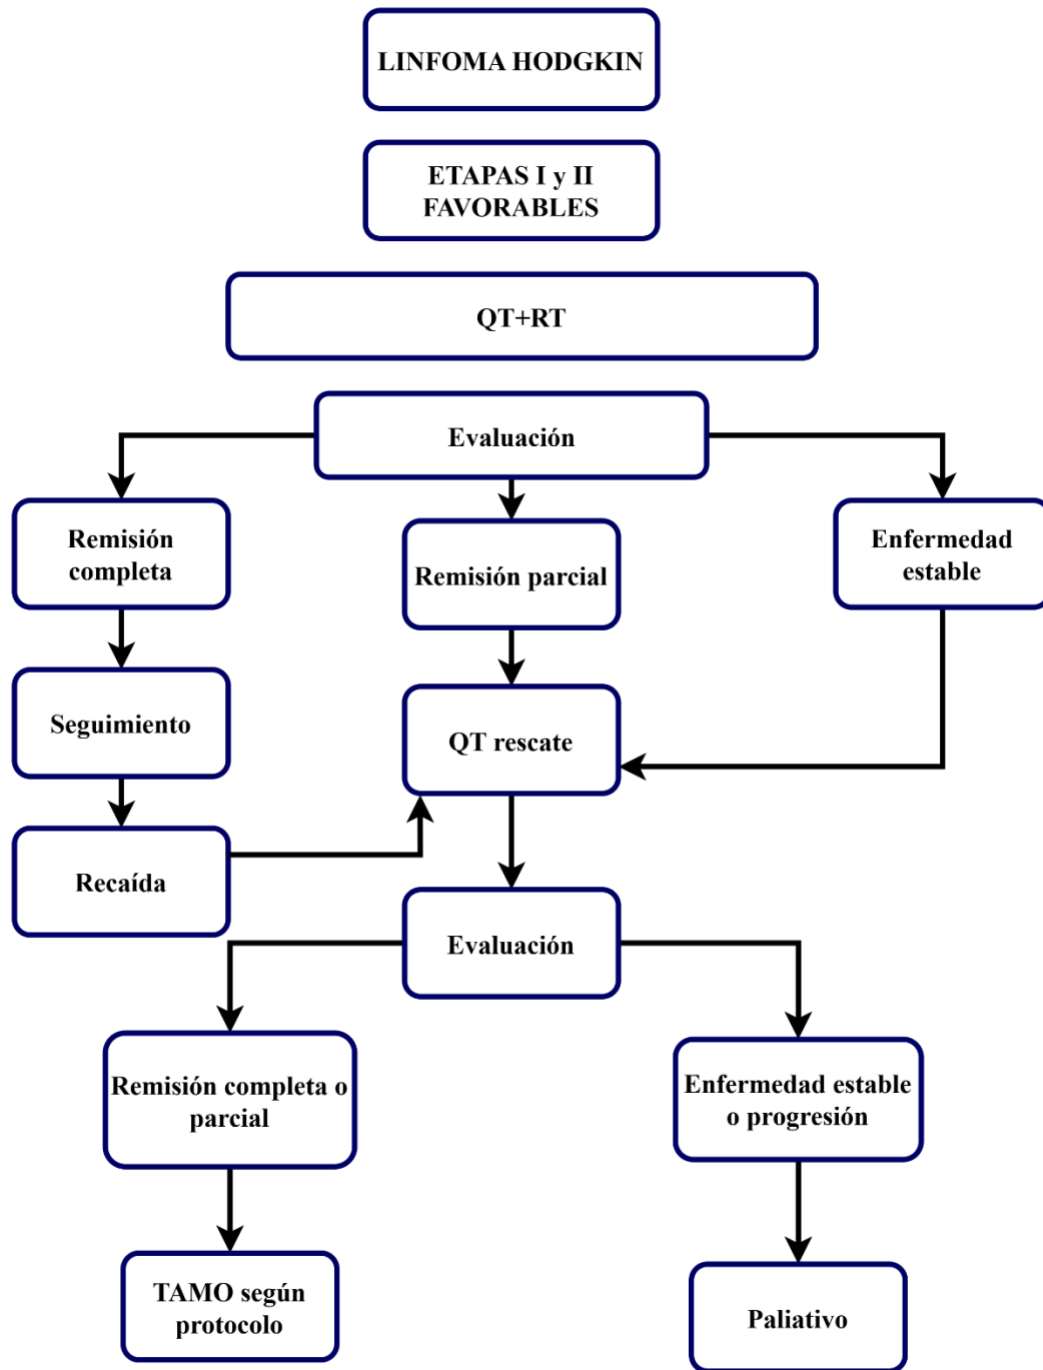 LINFOMA HODGKIN
ETAPAS I y II
FAVORABLES
QT+RT
Evaluación
Remisión
completa
Remisión parcial
Enfermedad
estable
Seguimiento
QT rescate
Recaída
Evaluación
Remisión completa o
parcial
Enfermedad estable
o progresión
TAMO según
protocolo
Paliativo